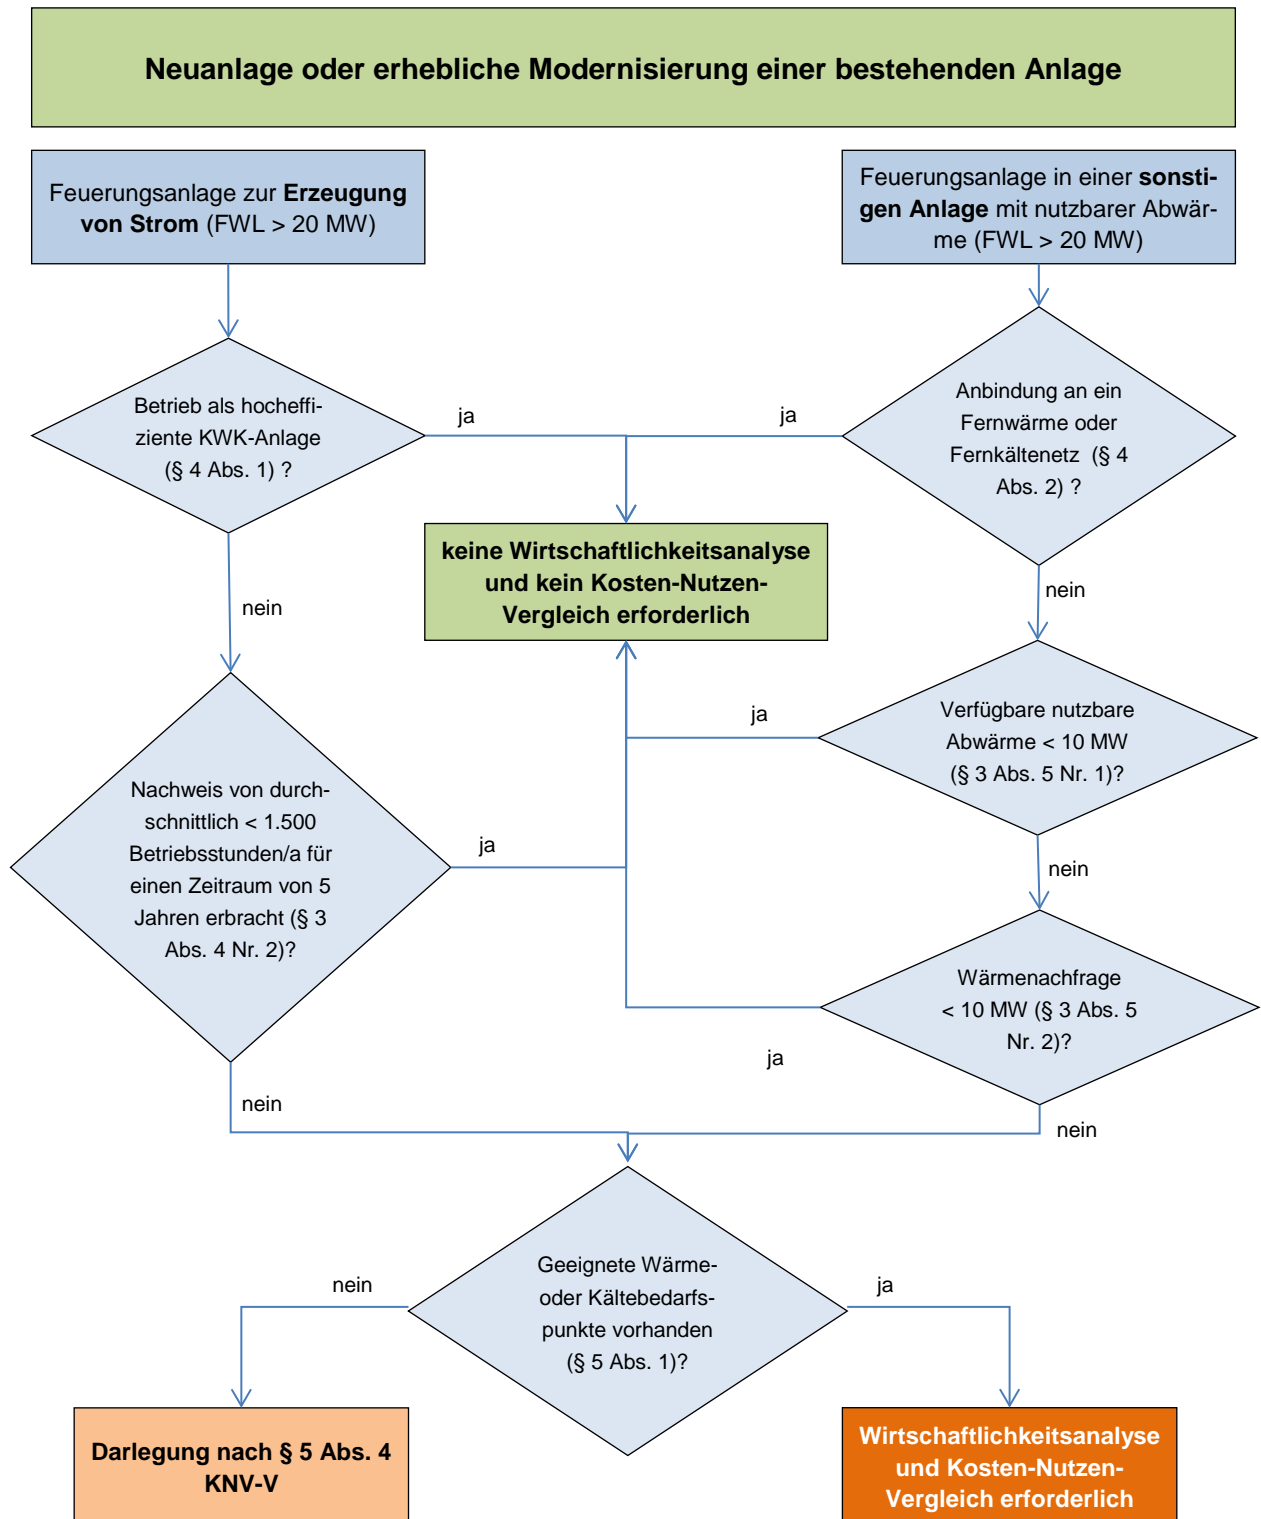 Neuanlage oder erhebliche Modernisierung einer bestehenden Anlage
Feuerungsanlage zur Erzeugung
von Strom (FWL > 20 MW)
Feuerungsanlage in einer sonsti-
gen Anlage mit nutzbarer Abwär-
me (FWL > 20 MW)
Betrieb als hocheffi-
ziente KWK-Anlage
(§ 4 Abs. 1) ?
ja
ja
Anbindung an ein
Fernwärme oder
Fernkältenetz (§ 4
Abs. 2) ?
keine Wirtschaftlichkeitsanalyse
und kein Kosten-Nutzen-
Vergleich erforderlich
nein
nein
Verfügbare nutzbare
Abwärme < 10 MW
(§ 3 Abs. 5 Nr. 1)?
ja
Nachweis von durch-
schnittlich < 1.500
Betriebsstunden/a für
einen Zeitraum von 5
Jahren erbracht (§ 3
Abs. 4 Nr. 2)?
ja
nein
Wärmenachfrage
< 10 MW (§ 3 Abs. 5
Nr. 2)?
ja
nein
nein
Geeignete Wärme-
oder Kältebedarfs-
punkte vorhanden
(§ 5 Abs. 1)?
nein
ja
Darlegung nach § 5 Abs. 4
KNV-V
Wirtschaftlichkeitsanalyse
und Kosten-Nutzen-
Vergleich erforderlich